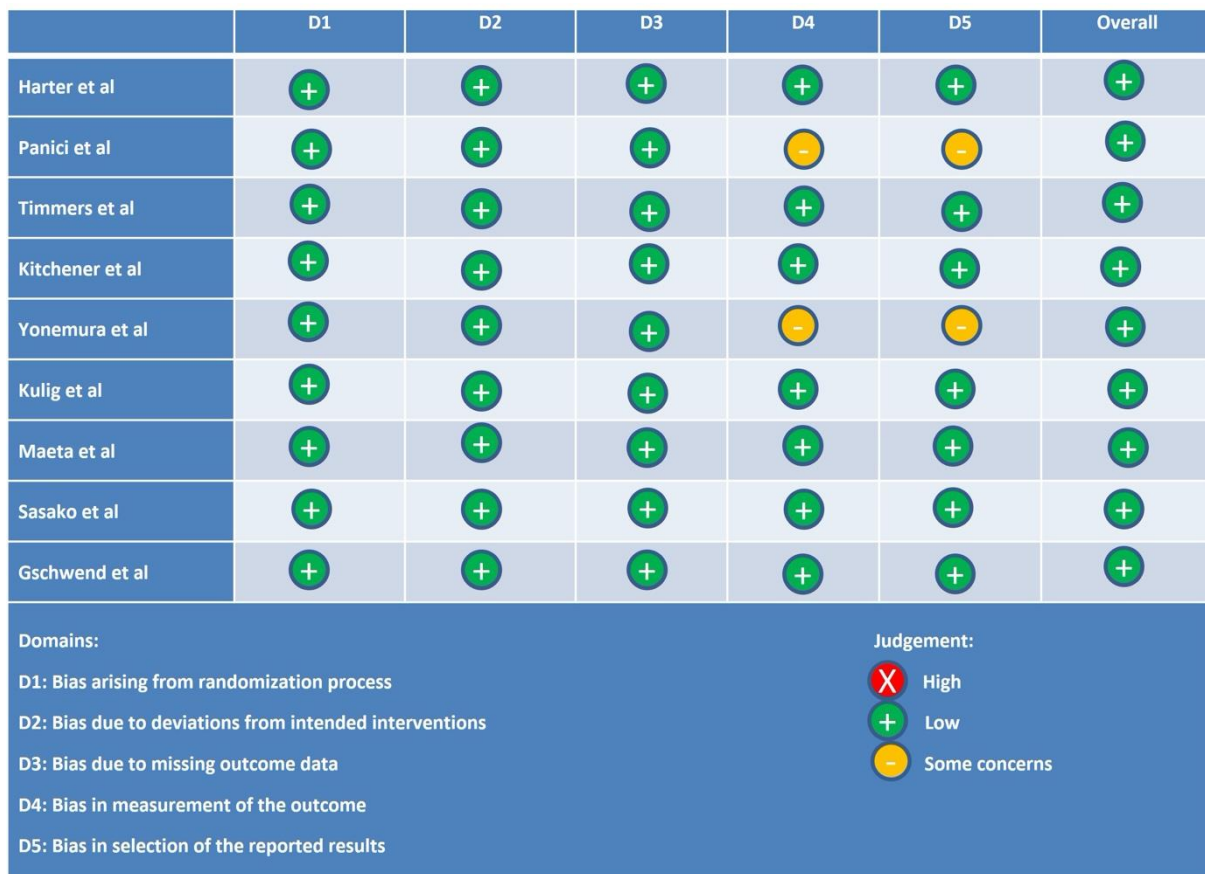 D1 D2 D3 D4 D5 Overall
Harter et al + + + + + +
Panici et al + + + - - +
Timmers et al + + + + + +
Kitchener et al + + + + + +
Yonemura et al + + + - - +
Kulig et al + + + + + +
Maeta et al + + + + + +
Sasako et al + + + + + +
Gschwend et al + + + + + +
Domains:
D1: Bias arising from randomization process
D2: Bias due to deviations from intended interventions
D3: Bias due to missing outcome data
D4: Bias in measurement of the outcome
D5: Bias in selection of the reported results
Judgement:
X High
+ Low
- Some concerns